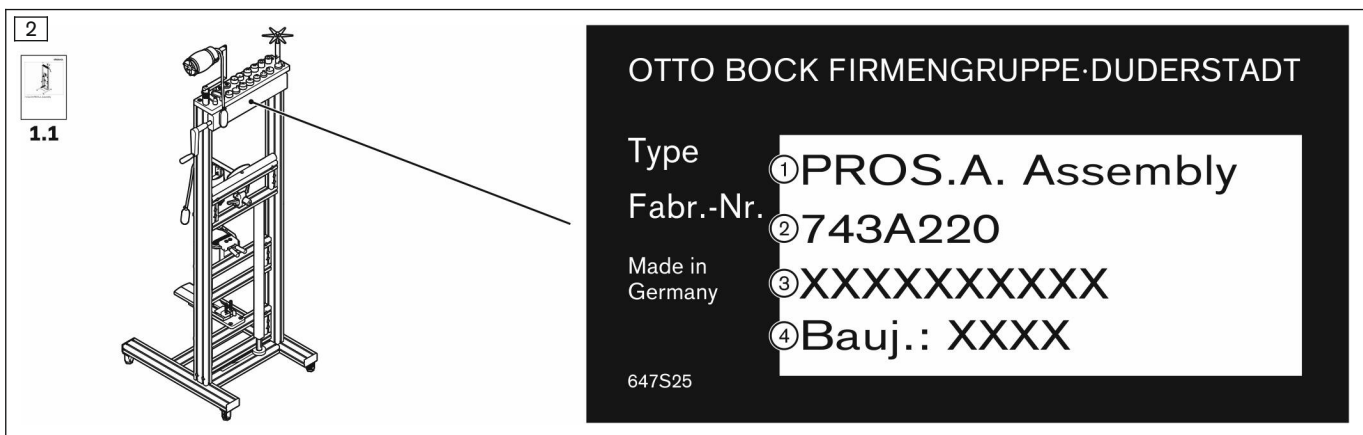 2
1.1
OTTO BOCK FIRMENGRUPPE·DUDERSTADT
Type
①PROS.A. Assembly
Fabr.-Nr.
②743A220
Made in
Germany
③XXXXXXXXXX
④Bauj.: XXXX
647S25